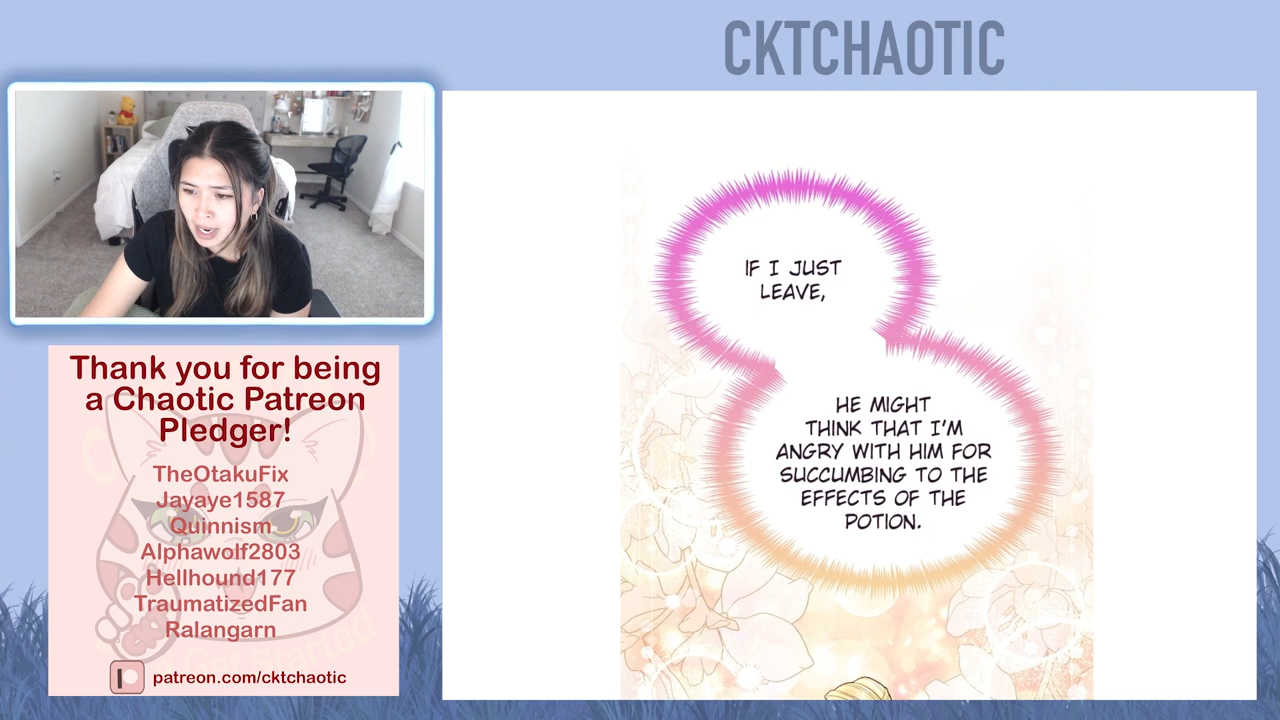 CKTCHAOTIC
IF I JUST
LEAVE,
HE MIGHT
THINK THAT I'M
ANGRY WITH HIM FOR
SUCCUMBING TO THE
EFFECTS OF THE
POTION.
Thank you for being
a Chaotic Patreon
Pledger!
TheOtakuFix
Jayaye1587
Quinnism
Alphawolf2803
Hellhound177
TraumatizedFan
Ralangarn
patreon.com/cktchaotic